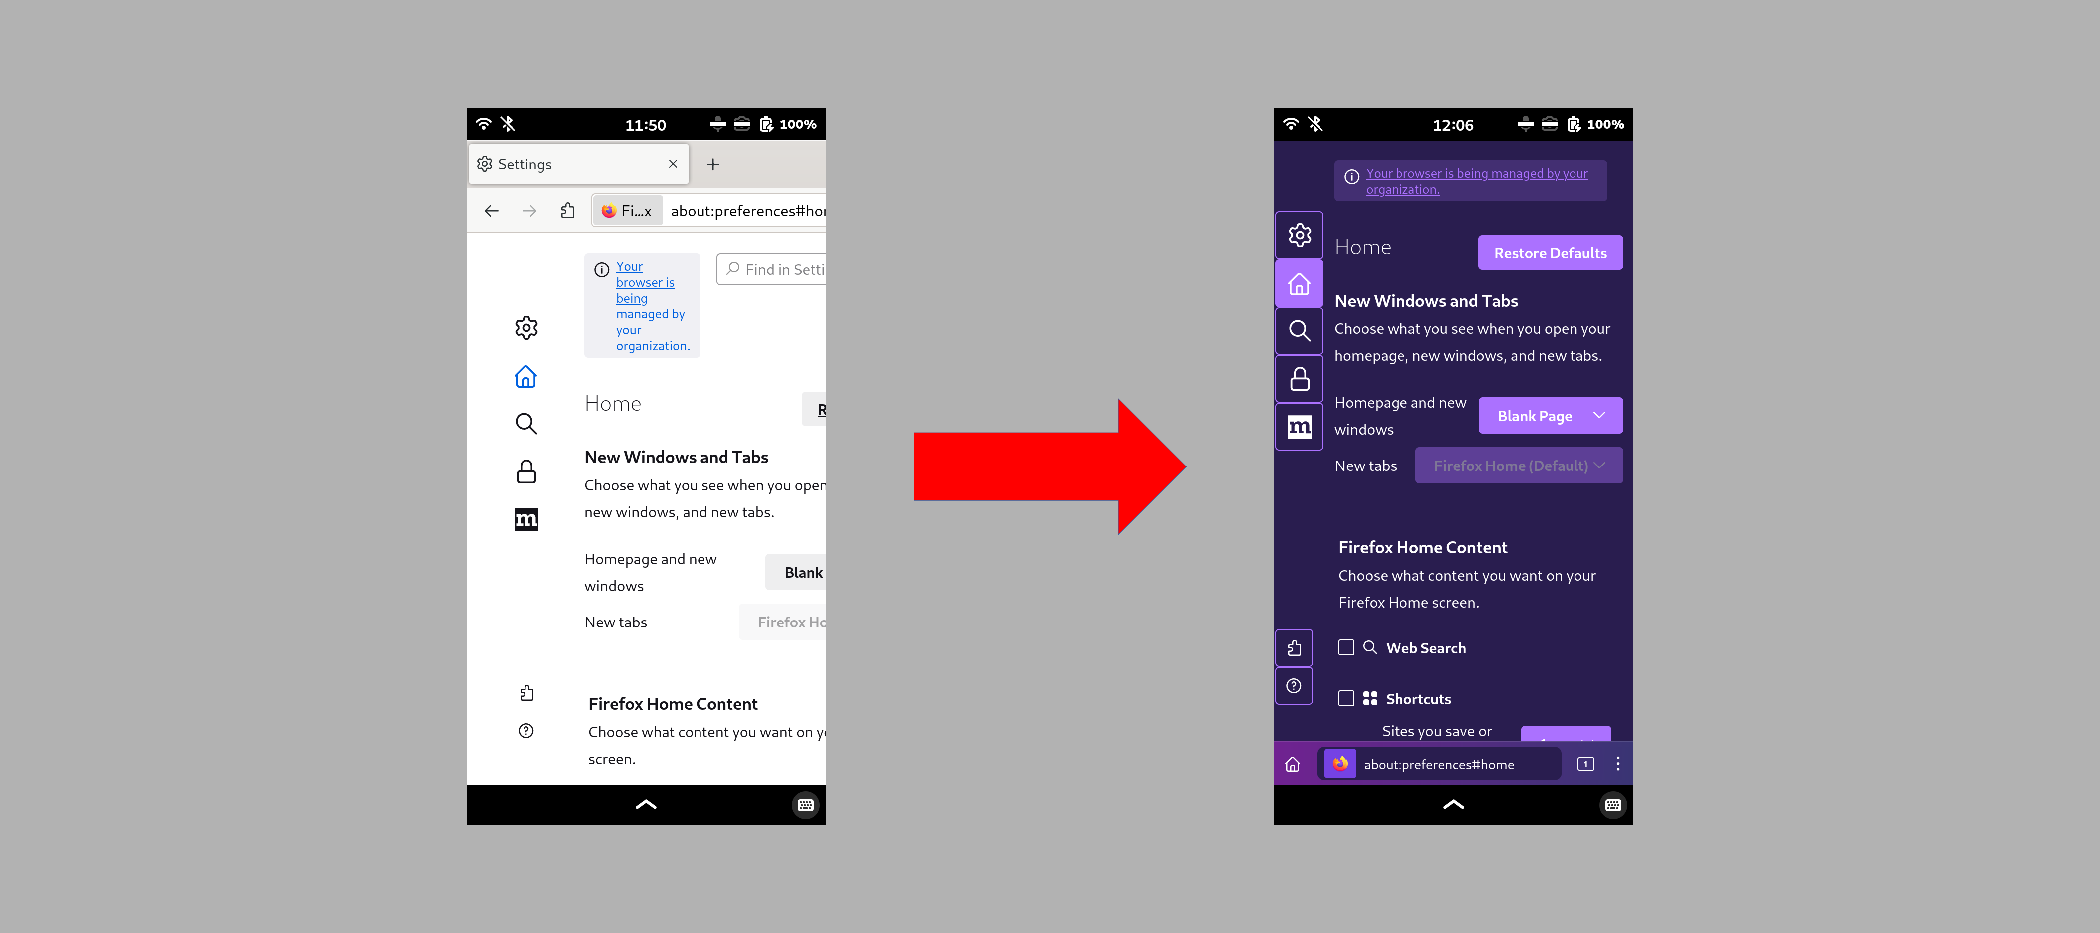 11:50
100%
Settings
Fi...x about:preferences#hor
Your
browser is
being
managed by
your
organization.
Find in Setti
Home
R
New Windows and Tabs
Choose what you see when you open
new windows, and new tabs.
Homepage and new
windows
Blank
New tabs
Firefox Ho
Firefox Home Content
Choose what content you want on yo
screen.
12:06
100%
Your browser is being managed by your
organization.
Home
Restore Defaults
New Windows and Tabs
Choose what you see when you open your
homepage, new windows, and new tabs.
Homepage and new
windows
Blank Page
New tabs
Firefox Home (Default)
m
Firefox Home Content
Choose what content you want on your
Firefox Home screen.
Web Search
Shortcuts
Sites you save or
about:preferences#home
1